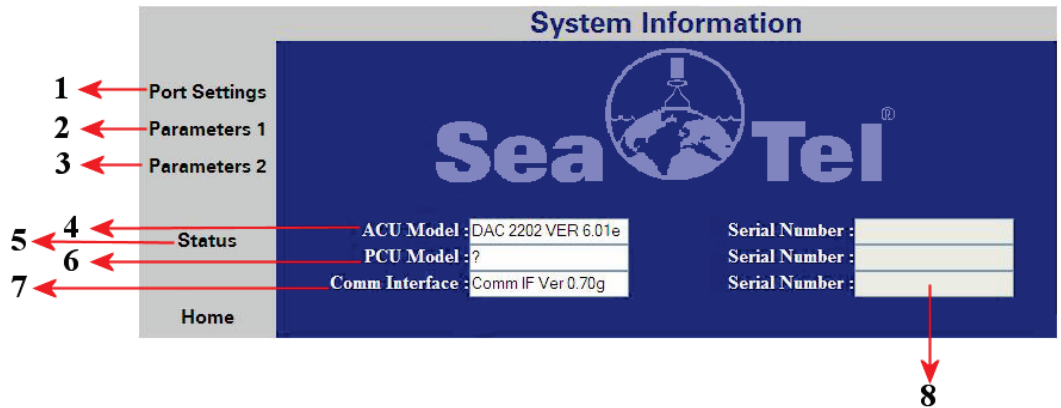 System Information
1 Port Settings
2 Parameters 1
3 Parameters 2
Sea Tel ®
4 ACU Model : DAC 2202 VER 6.01e Serial Number :
5 Status
6 PCU Model : ? Serial Number :
7 Comm Interface : Comm IF Ver 0.70g Serial Number :
Home
8